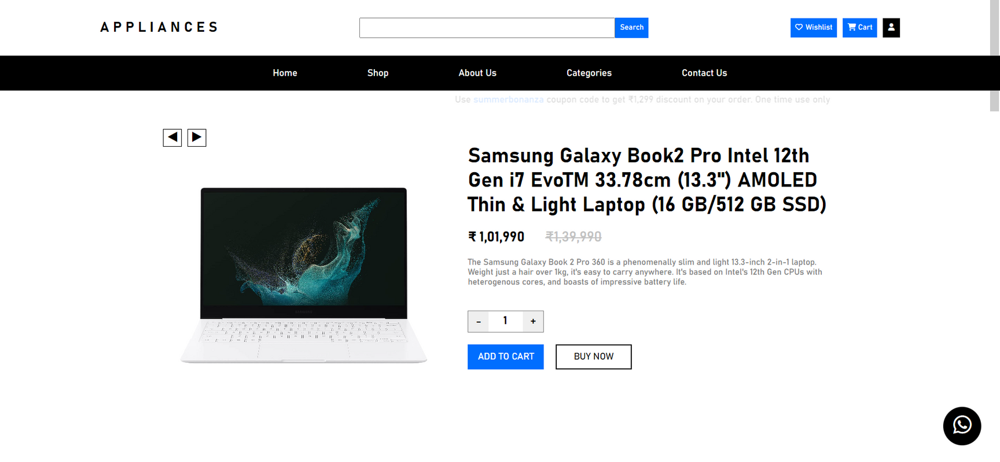 APPLIANCES
Search
Wishlist
Cart
Home
Shop
About Us
Categories
Contact Us
Use summerbonanza coupon code to get ₹1,299 discount on your order. One time use only
Samsung Galaxy Book2 Pro Intel 12th
Gen i7 EvoTM 33.78cm (13.3") AMOLED
Thin & Light Laptop (16 GB/512 GB SSD)
₹ 1,01,990 ₹1,39,990
The Samsung Galaxy Book 2 Pro 360 is a phenomenally slim and light 13.3-inch 2-in-1 laptop.
Weight just a hair over 1kg, it's easy to carry anywhere. It's based on Intel's 12th Gen CPUs with
heterogenous cores, and boasts of impressive battery life.
- 1 +
ADD TO CART
BUY NOW
SAMSUNG